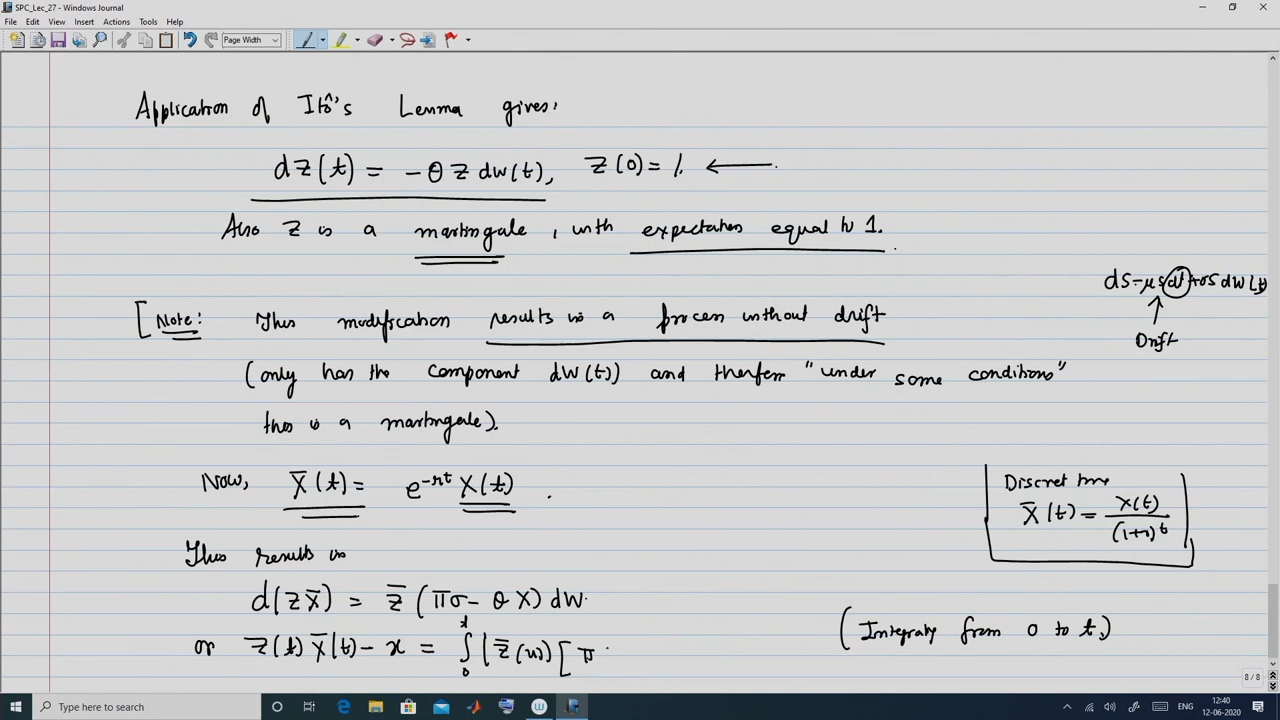 SPC_Lec_27 - Windows Journal
File Edit View Insert Actions Tools Help
Page Width
Application of Itô's Lemma gives:
dZ(t) = - θ Z dW(t), Z(0) = 1. ←
Also Z is a martingale, with expectation equal to 1.
dS = μSdt + σS dW(t)
Drift
[Note: This modification results in a process without drift
(only has the component dW(t)) and therefore "under some conditions"
this is a martingale).
Now, X̄(t) = e^{-rt} X(t).
Discrete time
X̄(t) = X(t)/(1+r)^t
This results in
d(ZX̄) = Z̄ (πσ - θX) dW
or Z(t) X̄(t) - x = ∫_0^t (Z̄(u) [π
(Integrating from 0 to t.)
8 / 8
Type here to search
12:40
12-06-2020